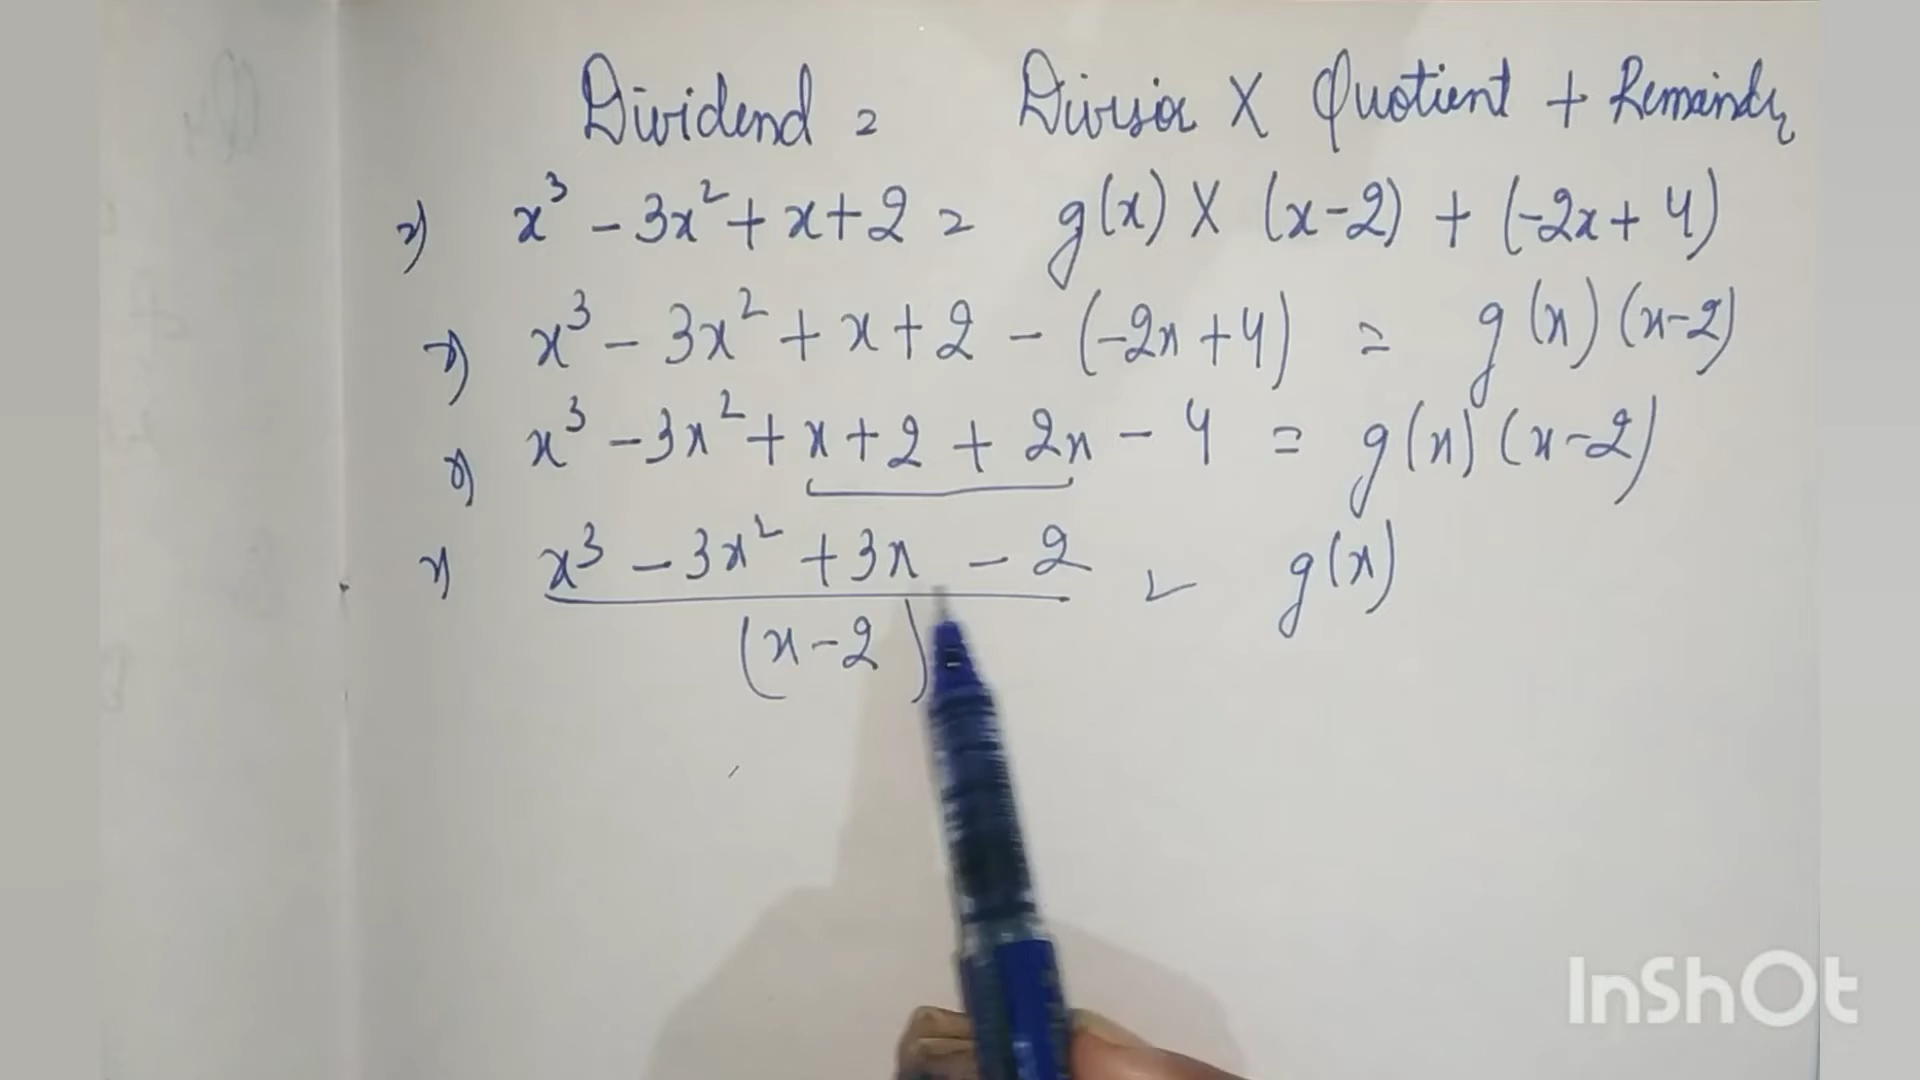 Dividend = Divisor X Quotient + Remainder
⇒) x³ - 3x² + x + 2 = g(x) X (x-2) + (-2x + 4)
⇒) x³ - 3x² + x + 2 - (-2x + 4) = g(x) (x-2)
⇒) x³ - 3x² + x + 2 + 2x - 4 = g(x) (x-2)
⇒) x³ - 3x² + 3x - 2 = g(x)
(x-2)
InShOt